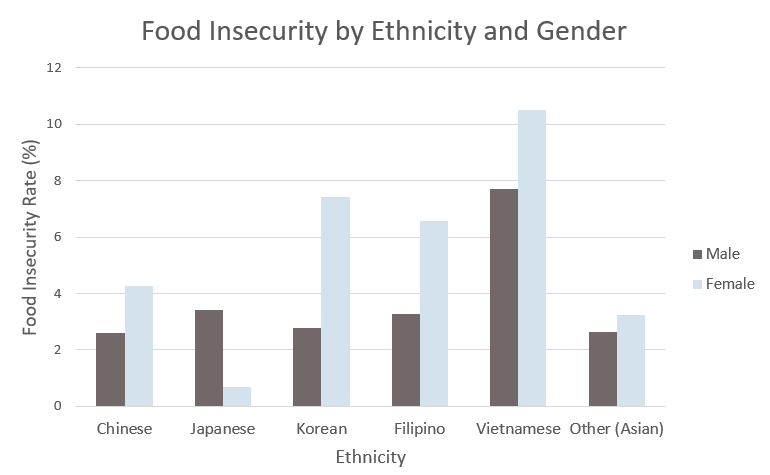 Food Insecurity by Ethnicity and Gender
Food Insecurity Rate (%)
12
10
8
6
4
2
0
Chinese Japanese Korean Filipino Vietnamese Other (Asian)
Ethnicity
Male
Female